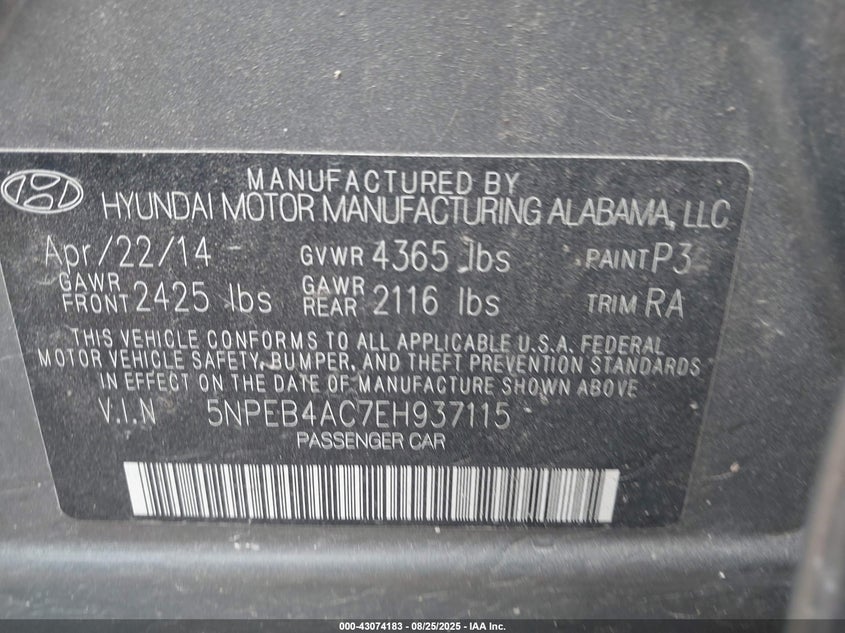 MANUFACTURED BY
HYUNDAI MOTOR MANUFACTURING ALABAMA, LLC
Apr/22/14 GVWR 4365 lbs PAINT P3
GAWR FRONT 2425 lbs GAWR REAR 2116 lbs TRIM RA
THIS VEHICLE CONFORMS TO ALL APPLICABLE U.S.A. FEDERAL
MOTOR VEHICLE SAFETY, BUMPER, AND THEFT PREVENTION STANDARDS
IN EFFECT ON THE DATE OF MANUFACTURE SHOWN ABOVE
V.I.N 5NPEB4AC7EH937115
PASSENGER CAR
000-43074183 - 08/25/2025 - IAA Inc.